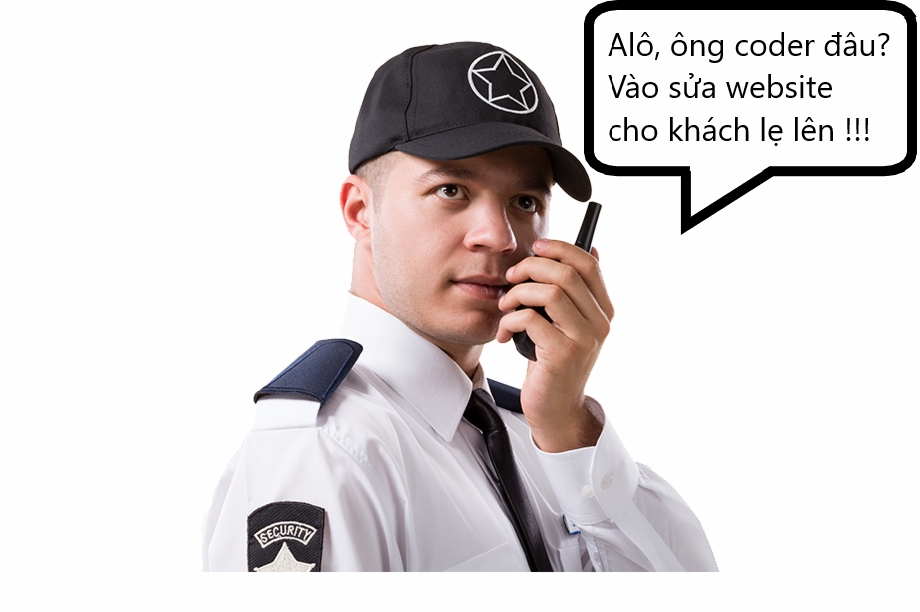 Alô, ông coder đâu?
Vào sửa website
cho khách lẹ lên !!!
SECURITY